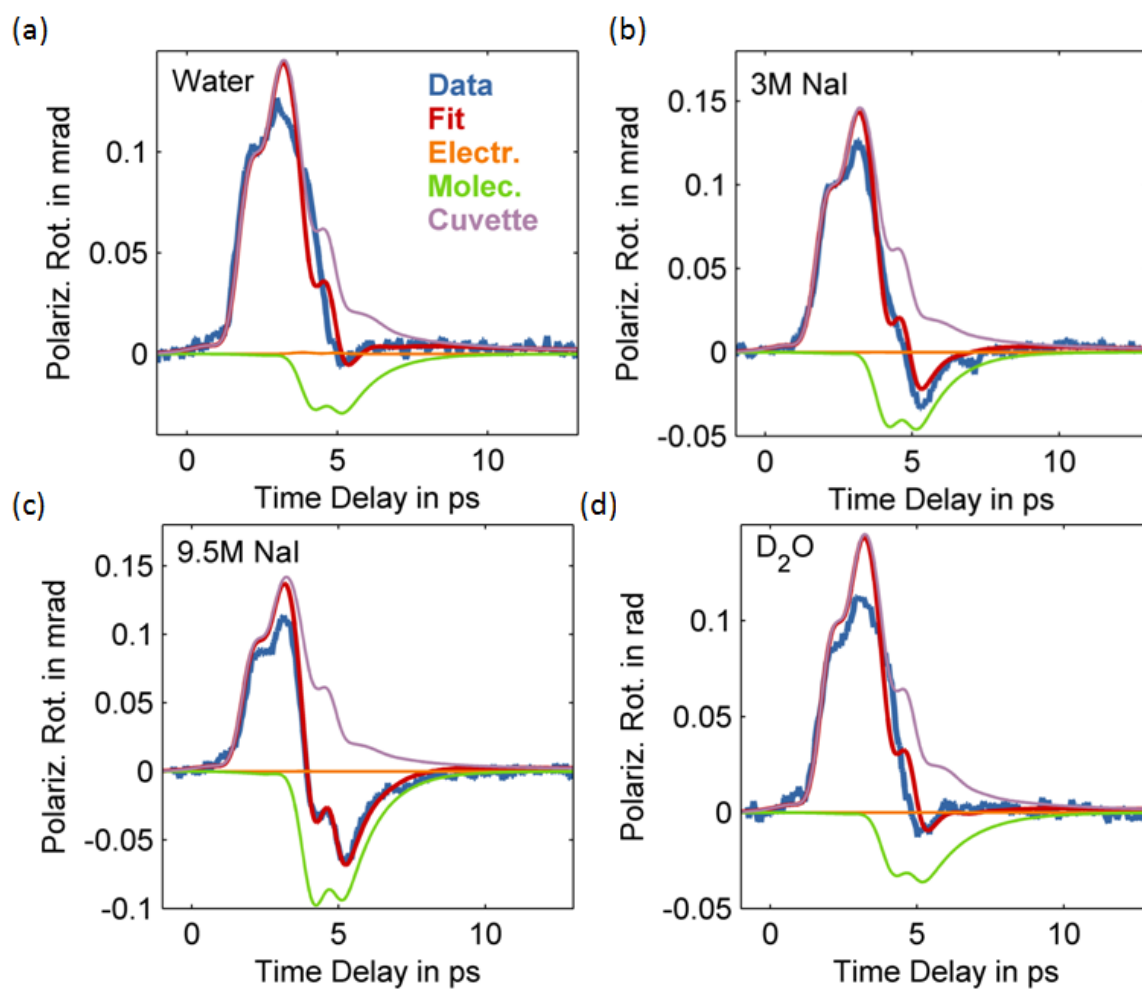 (a)
Water
Data
Fit
Electr.
Molec.
Cuvette
0.1
0.05
0
Polariz. Rot. in mrad
0
5
10
Time Delay in ps
(b)
3M NaI
0.15
0.1
0.05
0
-0.05
Polariz. Rot. in mrad
0
5
10
Time Delay in ps
(c)
9.5M NaI
0.15
0.1
0.05
0
-0.05
-0.1
Polariz. Rot. in mrad
0
5
10
Time Delay in ps
(d)
D₂O
0.1
0.05
0
-0.05
Polariz. Rot. in rad
0
5
10
Time Delay in ps